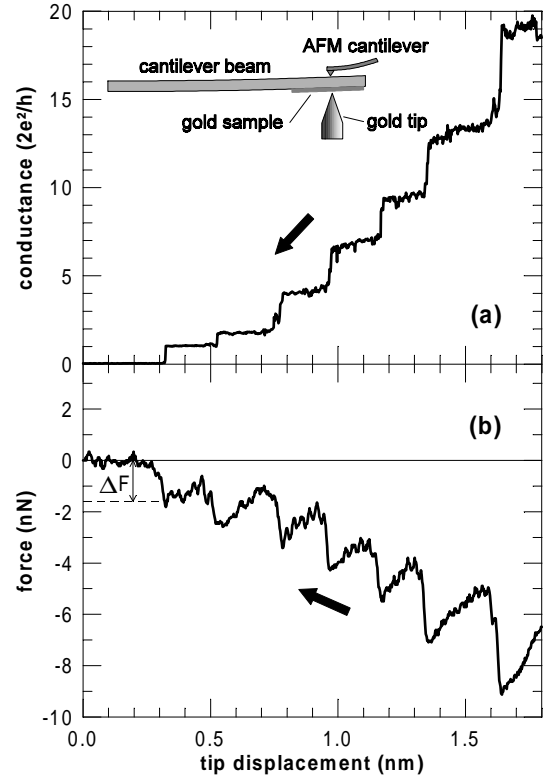 20
15
10
5
0
conductance (2e²/h)
AFM cantilever
cantilever beam
gold sample
gold tip
(a)
2
0
-2
-4
-6
-8
-10
force (nN)
ΔF
(b)
0.0 0.5 1.0 1.5
tip displacement (nm)